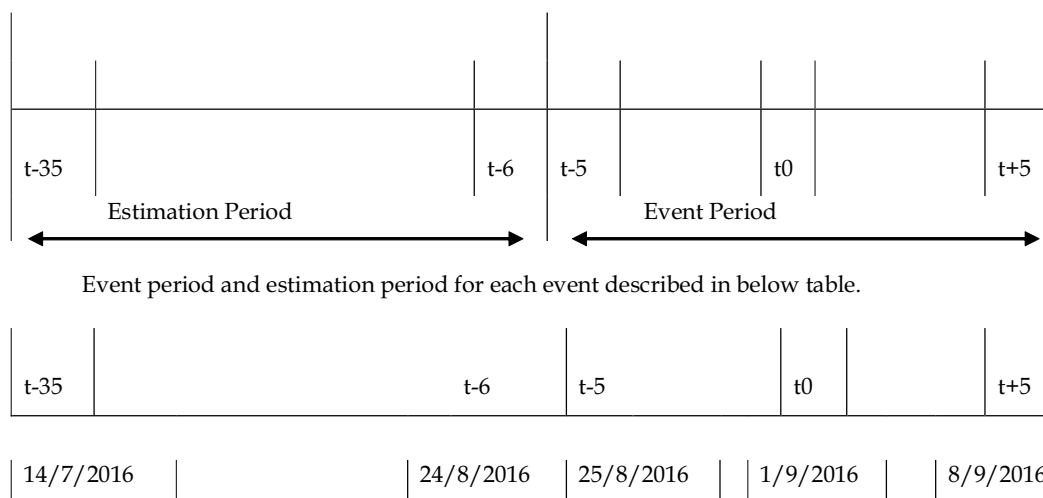 t-35 t-6 t-5 t0 t+5
Estimation Period Event Period
Event period and estimation period for each event described in below table.
t-35 t-6 t-5 t0 t+5
14/7/2016 24/8/2016 25/8/2016 1/9/2016 8/9/2016